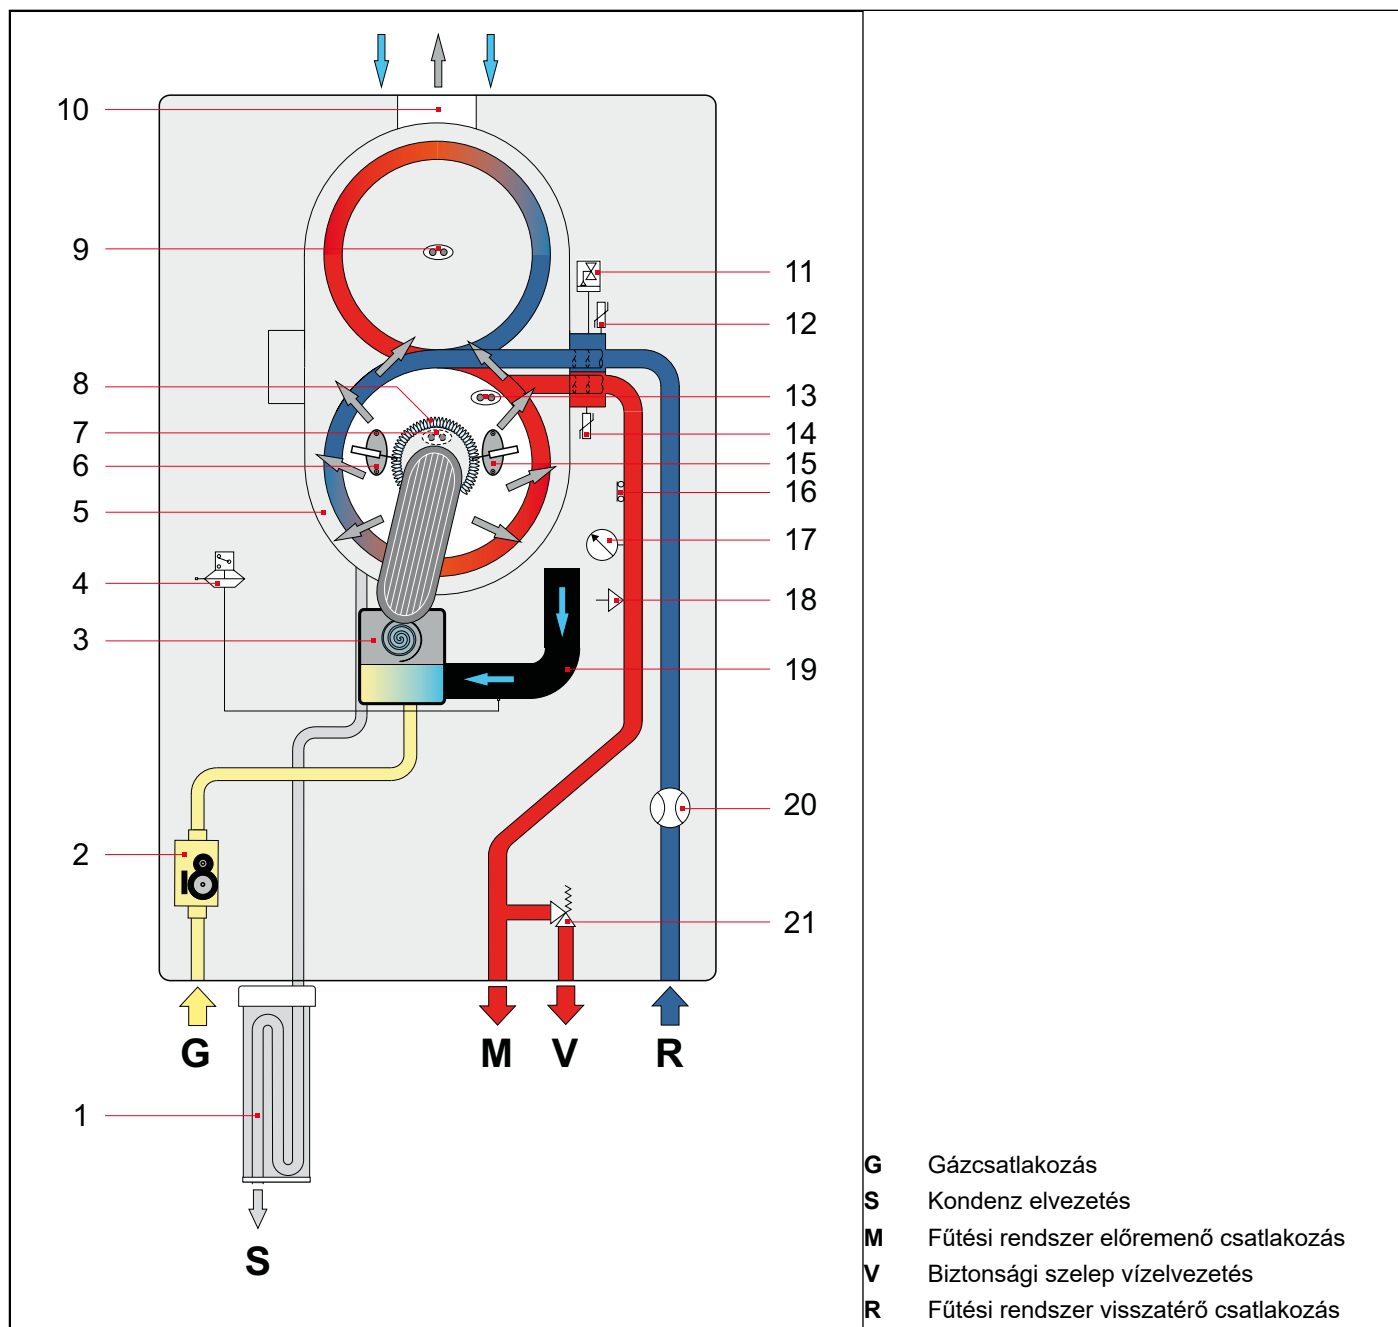 10
9
8
7
6
5
4
3
2
1
11
12
13
14
15
16
17
18
19
20
21
G
M
V
R
S
G Gázcsatlakozás
S Kondenz elvezetés
M Fűtési rendszer előremenő csatlakozás
V Biztonsági szelep vízelvezetés
R Fűtési rendszer visszatérő csatlakozás